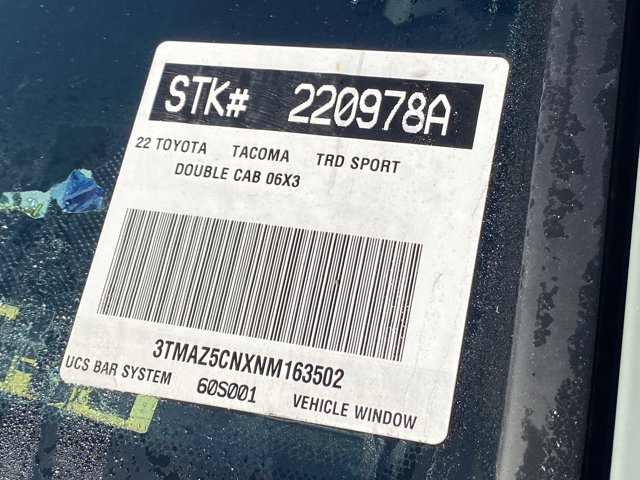 STK# 220978A
22 TOYOTA TACOMA TRD SPORT
DOUBLE CAB 06X3
3TMAZ5CNXNM163502
UCS BAR SYSTEM 60S001 VEHICLE WINDOW